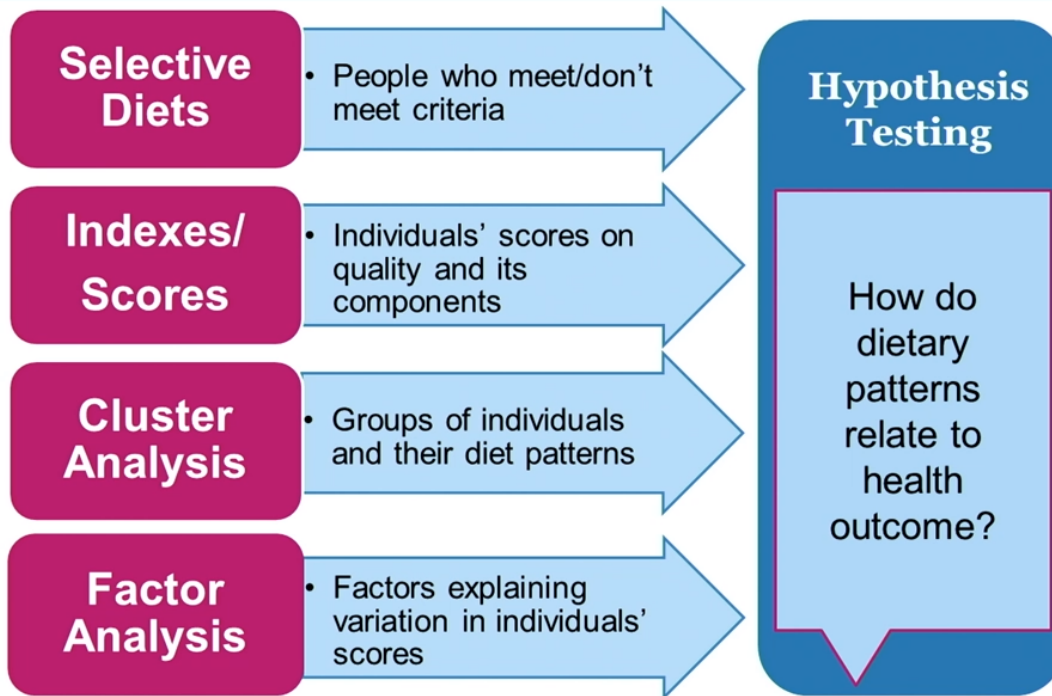 Selective
Diets
• People who meet/don't
meet criteria
Indexes/
Scores
• Individuals' scores on
quality and its
components
Cluster
Analysis
• Groups of individuals
and their diet patterns
Factor
Analysis
• Factors explaining
variation in individuals'
scores
Hypothesis
Testing
How do
dietary
patterns
relate to
health
outcome?